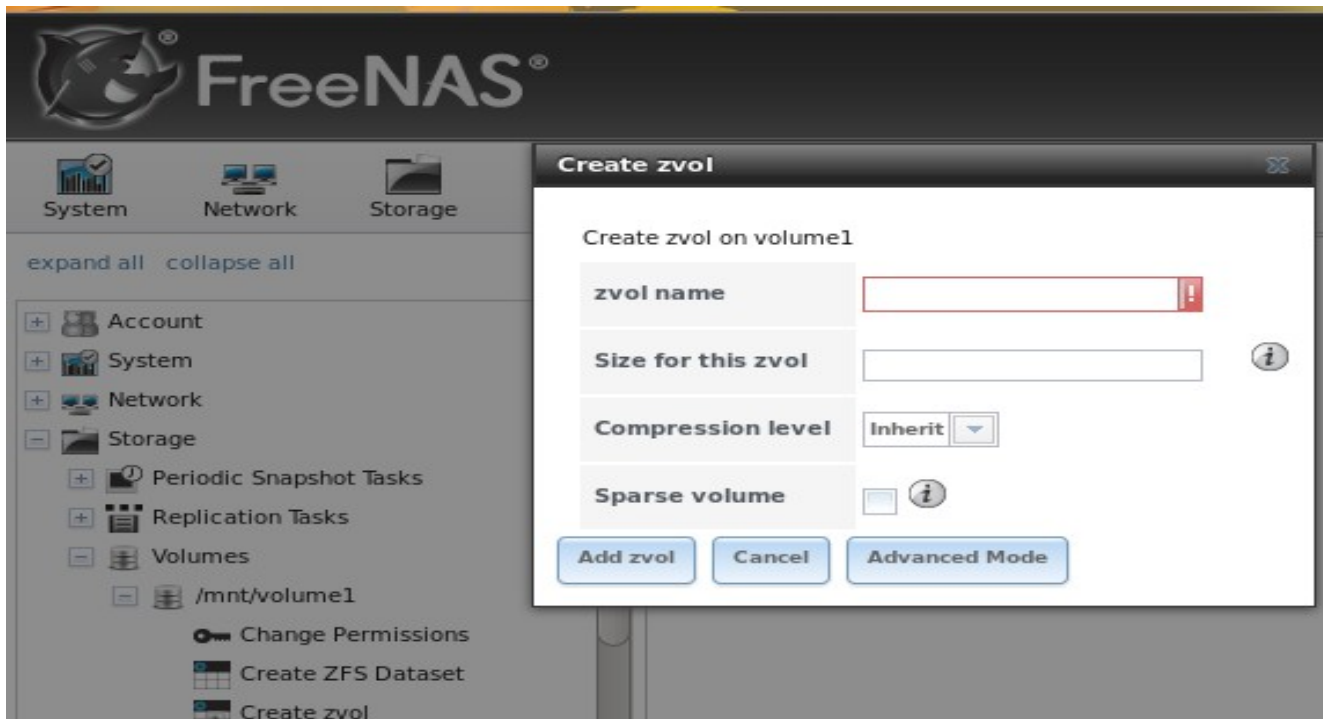 FreeNAS®
System
Network
Storage
expand all collapse all
Account
System
Network
Storage
Periodic Snapshot Tasks
Replication Tasks
Volumes
/mnt/volume1
Change Permissions
Create ZFS Dataset
Create zvol
Create zvol
Create zvol on volume1
zvol name !
Size for this zvol i
Compression level Inherit
Sparse volume i
Add zvol Cancel Advanced Mode